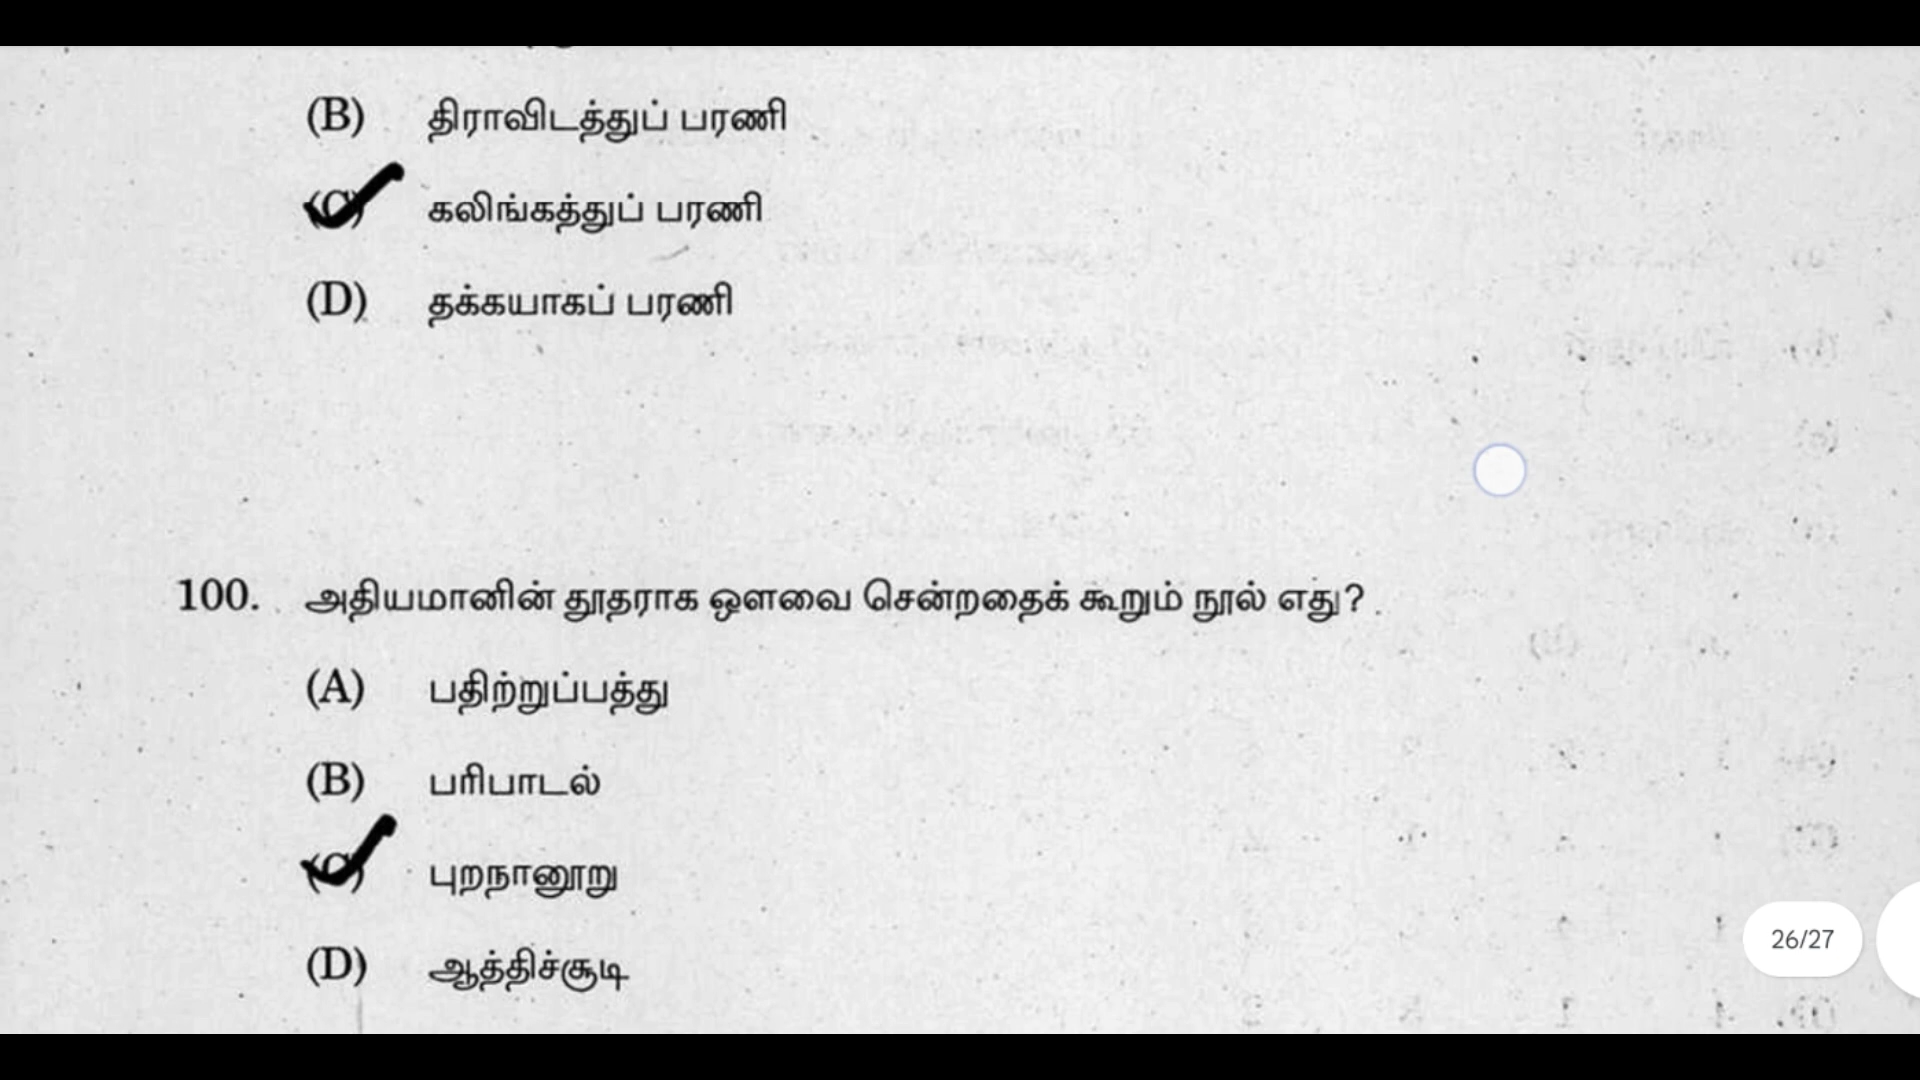 (B) திராவிடத்துப் பரணி
(C) கலிங்கத்துப் பரணி
(D) தக்கயாகப் பரணி
100. அதியமானின் தூதராக ஔவை சென்றதைக் கூறும் நூல் எது?
(A) பதிற்றுப்பத்து
(B) பரிபாடல்
(C) புறநானூறு
(D) ஆத்திச்சூடி
26/27